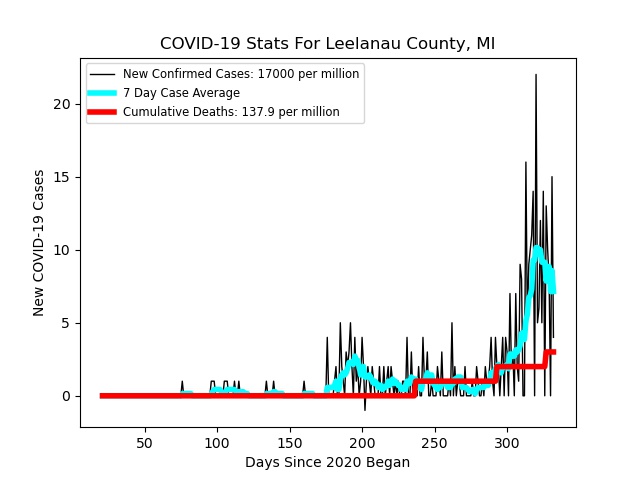 COVID-19 Stats For Leelanau County, MI
New Confirmed Cases: 17000 per million
7 Day Case Average
Cumulative Deaths: 137.9 per million
New COVID-19 Cases
20
15
10
5
0
50 100 150 200 250 300
Days Since 2020 Began